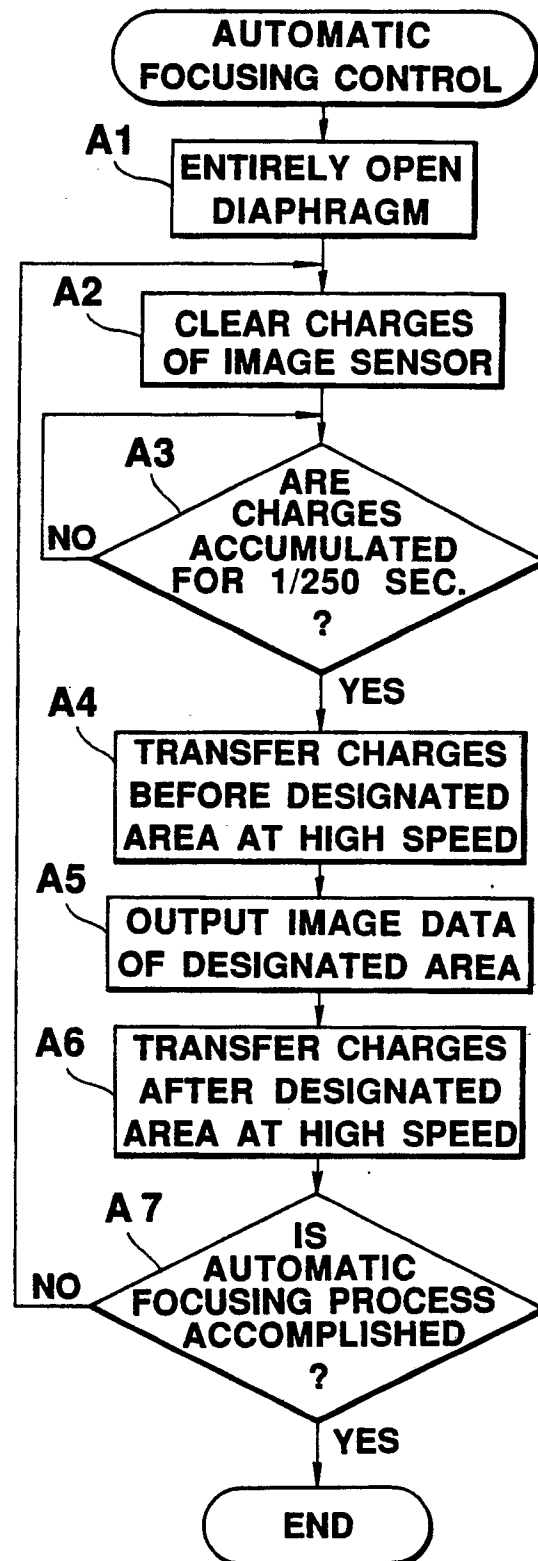 AUTOMATIC
FOCUSING CONTROL
A1
ENTIRELY OPEN
DIAPHRAGM
A2
CLEAR CHARGES
OF IMAGE SENSOR
A3
ARE
CHARGES
ACCUMULATED
FOR 1/250 SEC.
?
NO
YES
A4
TRANSFER CHARGES
BEFORE DESIGNATED
AREA AT HIGH SPEED
A5
OUTPUT IMAGE DATA
OF DESIGNATED AREA
A6
TRANSFER CHARGES
AFTER DESIGNATED
AREA AT HIGH SPEED
A7
IS
AUTOMATIC
FOCUSING PROCESS
ACCOMPLISHED
?
NO
YES
END